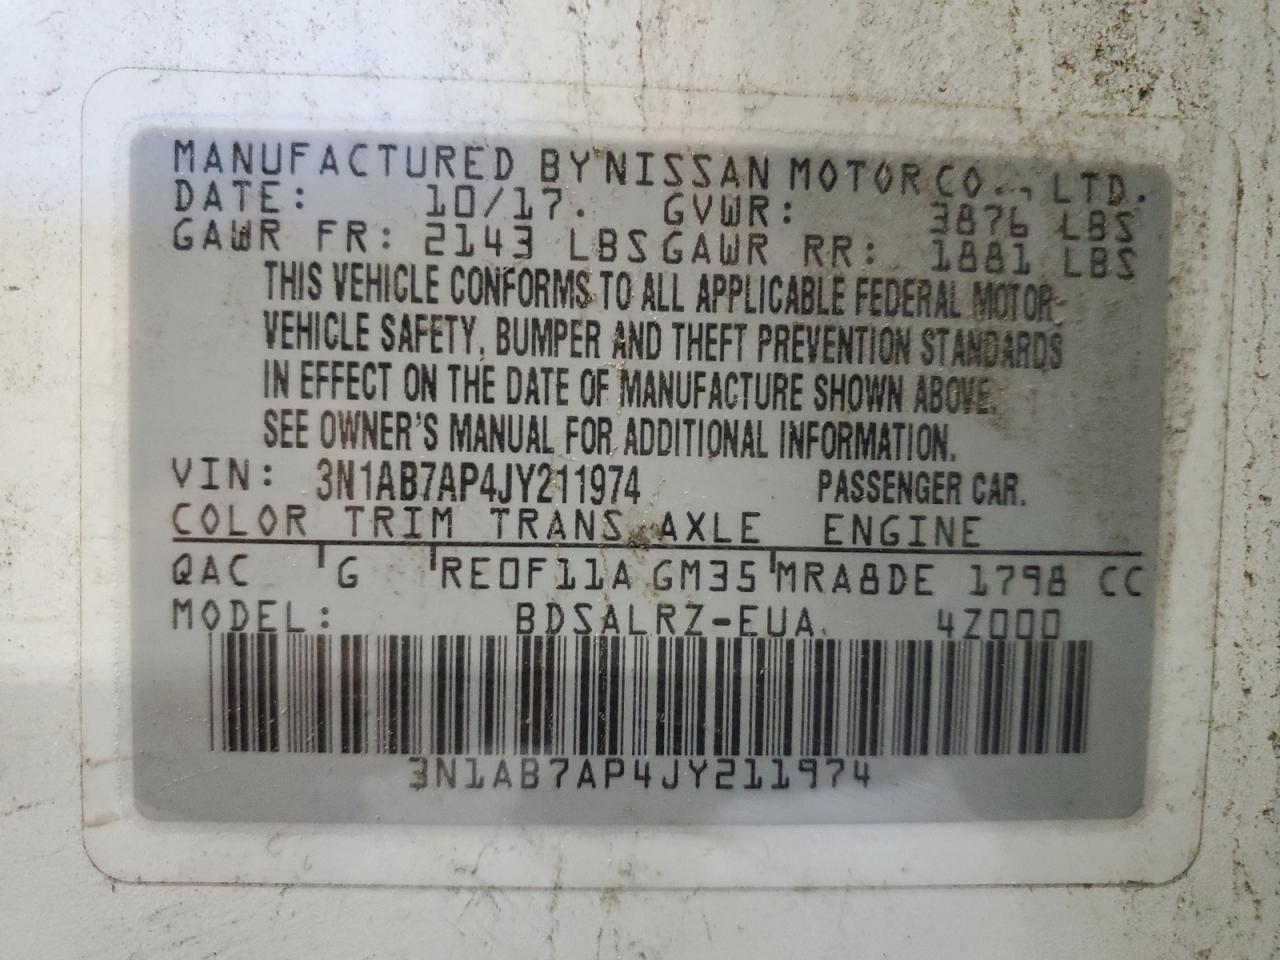 MANUFACTURED BY NISSAN MOTOR CO., LTD.
DATE: 10/17. GVWR: 3876 LBS
GAWR FR: 2143 LBS GAWR RR: 1881 LBS
THIS VEHICLE CONFORMS TO ALL APPLICABLE FEDERAL MOTOR-
VEHICLE SAFETY, BUMPER AND THEFT PREVENTION STANDARDS
IN EFFECT ON THE DATE OF MANUFACTURE SHOWN ABOVE.
SEE OWNER'S MANUAL FOR ADDITIONAL INFORMATION.
VIN: 3N1AB7AP4JY211974 PASSENGER CAR.
COLOR TRIM TRANS AXLE ENGINE
QAC G RE0F11A GM35 MRA8DE 1798 CC
MODEL: BDSALRZ-EUA 4Z000
3N1AB7AP4JY211974